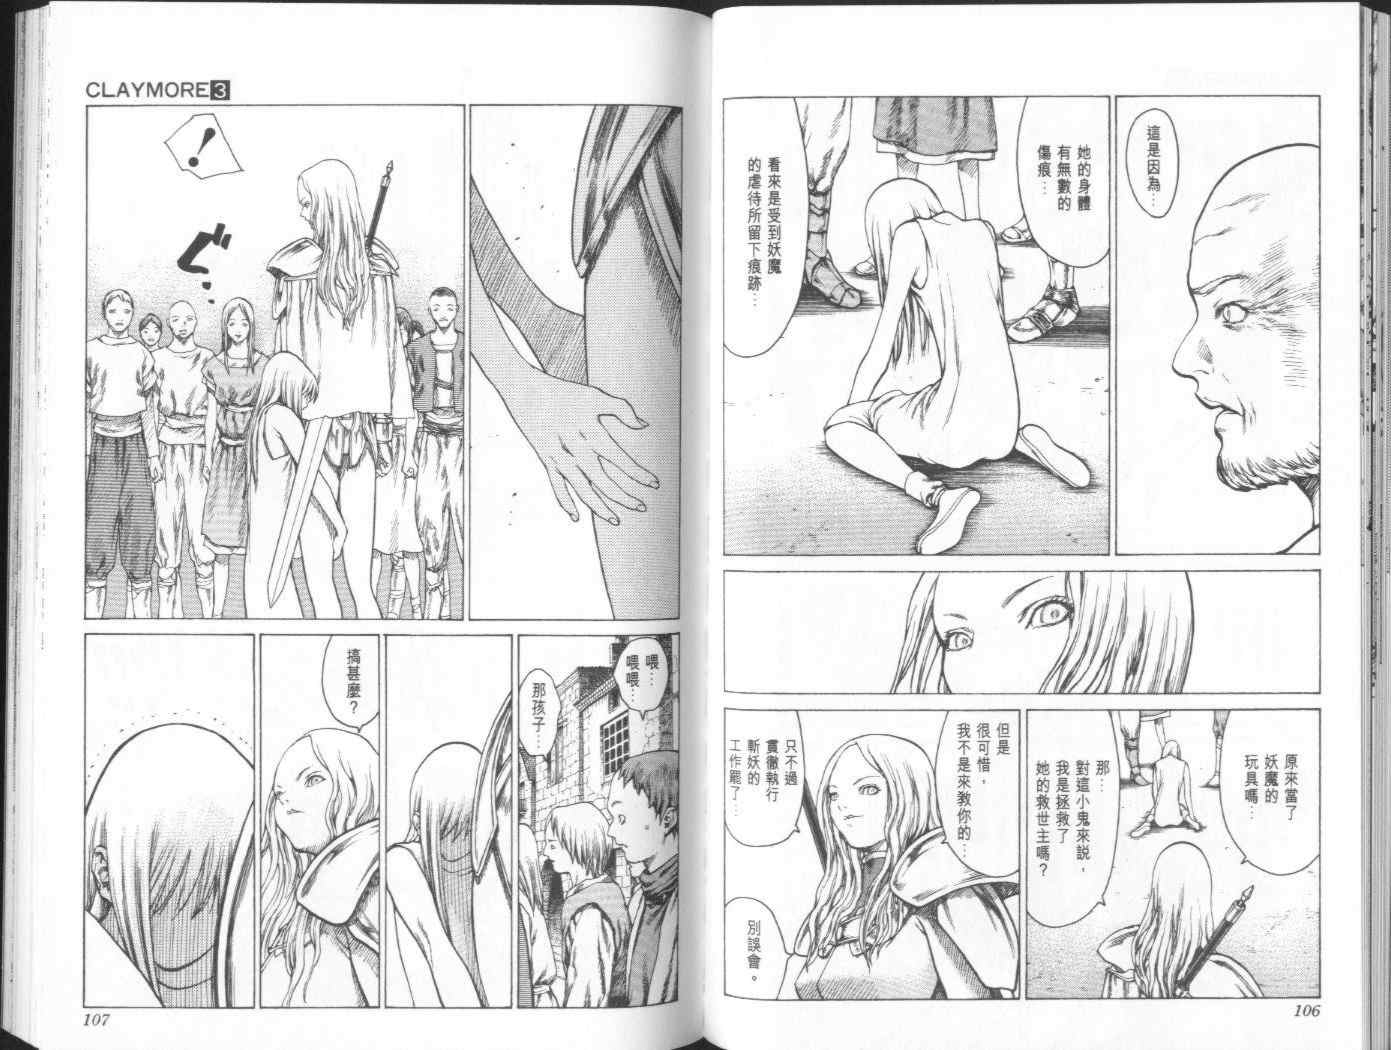 這是因為…
她的身體
有無數的
傷痕…
看來是受到妖魔
的虐待所留下痕跡…
原來當了
妖魔的
玩具嗎…
那…
對這小鬼來説，
我是拯救了
她的救世主嗎？
但是
很可惜，
我不是來救你的…
只不過
貫徹執行
斬妖的
工作罷了…
別誤會。
106
CLAYMORE 3
！
ど…
喂…
喂喂…
那孩子…
搞甚麼？
107